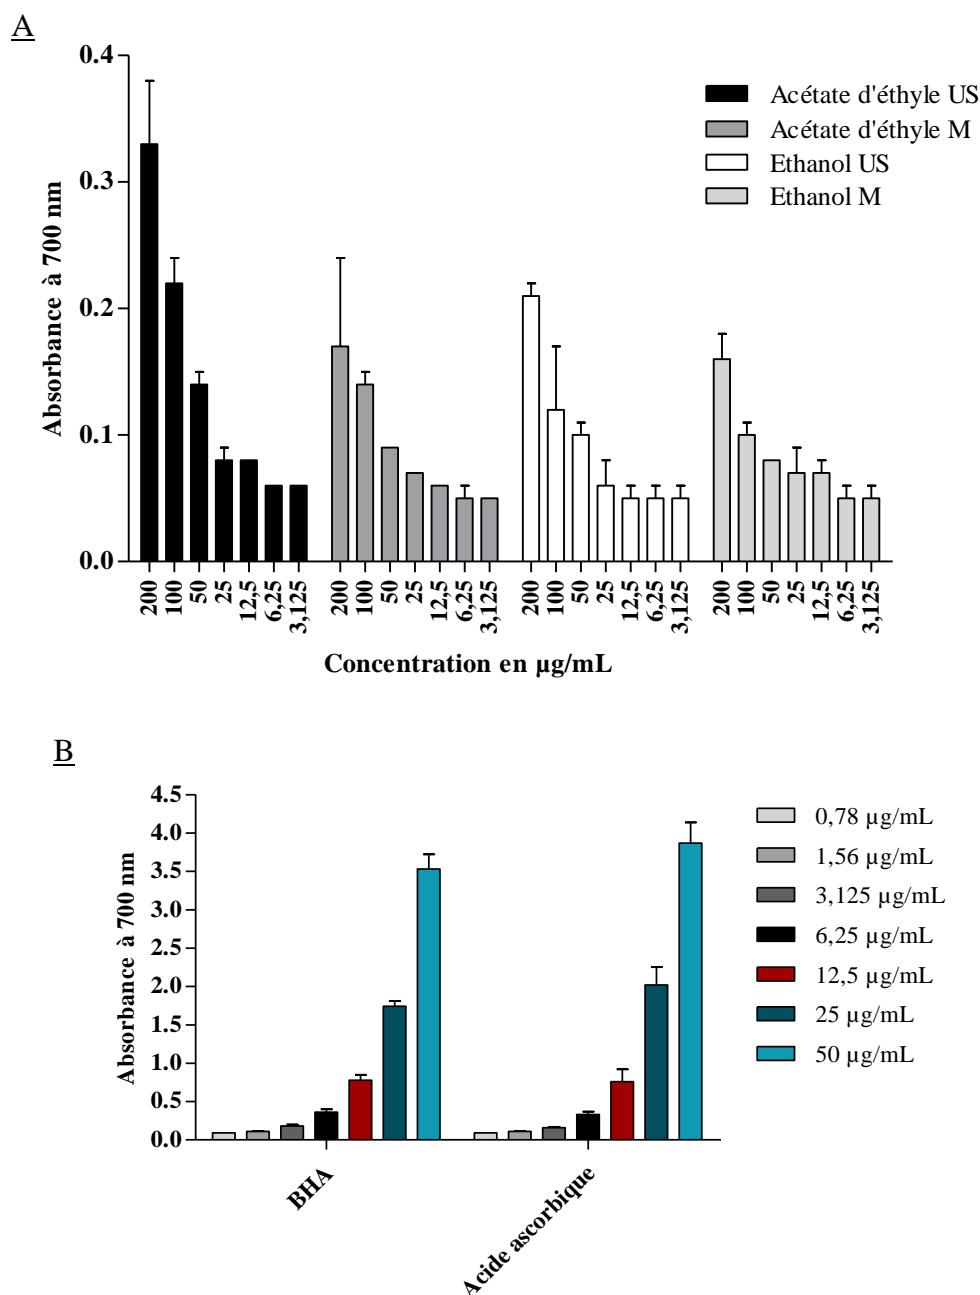 A
0.4
0.3
0.2
0.1
0.0
Absorbance à 700 nm
Acétate d'éthyle US
Acétate d'éthyle M
Ethanol US
Ethanol M
200 100 50 25 12,5 6,25 3,125 200 100 50 25 12,5 6,25 3,125 200 100 50 25 12,5 6,25 3,125 200 100 50 25 12,5 6,25 3,125
Concentration en µg/mL
B
4.5
4.0
3.5
3.0
2.5
2.0
1.5
1.0
0.5
0.0
Absorbance à 700 nm
0,78 µg/mL
1,56 µg/mL
3,125 µg/mL
6,25 µg/mL
12,5 µg/mL
25 µg/mL
50 µg/mL
BHA
Acide ascorbique